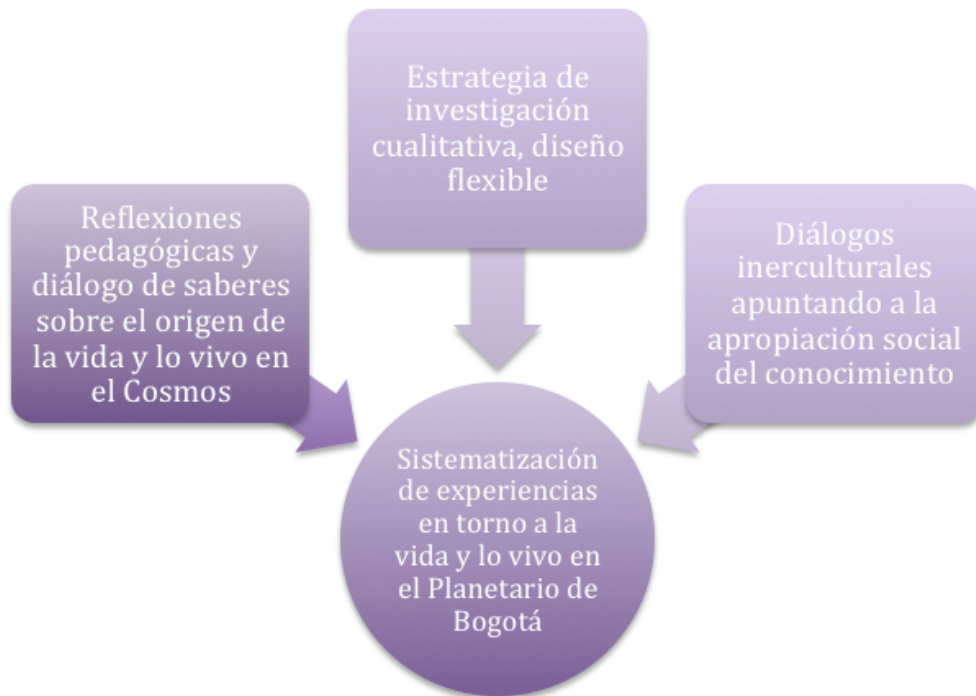 Estrategia de
investigación
cualitativa, diseño
flexible
Reflexiones
pedagógicas y
diálogo de saberes
sobre el origen de
la vida y lo vivo en
el Cosmos
Diálogos
inerculturales
apuntando a la
apropiación social
del conocimiento
Sistematización
de experiencias
en torno a la
vida y lo vivo en
el Planetario de
Bogotá